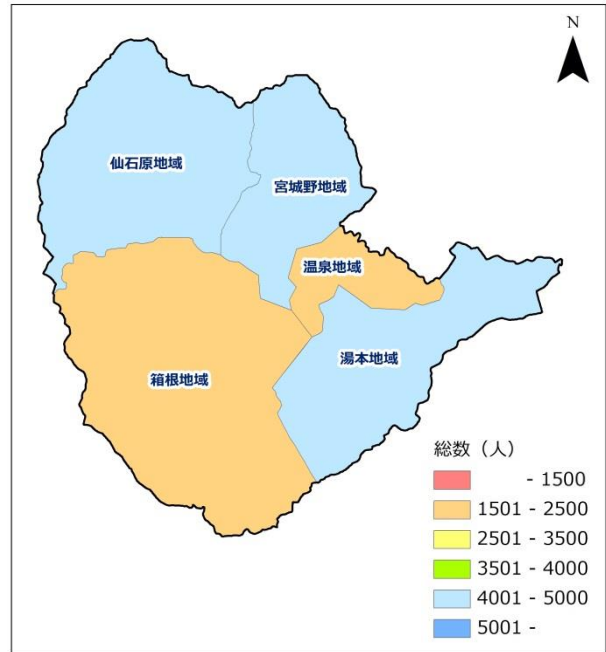 N
仙石原地域
宮城野地域
温泉地域
箱根地域
湯本地域
総数（人）
- 1500
1501 - 2500
2501 - 3500
3501 - 4000
4001 - 5000
5001 -